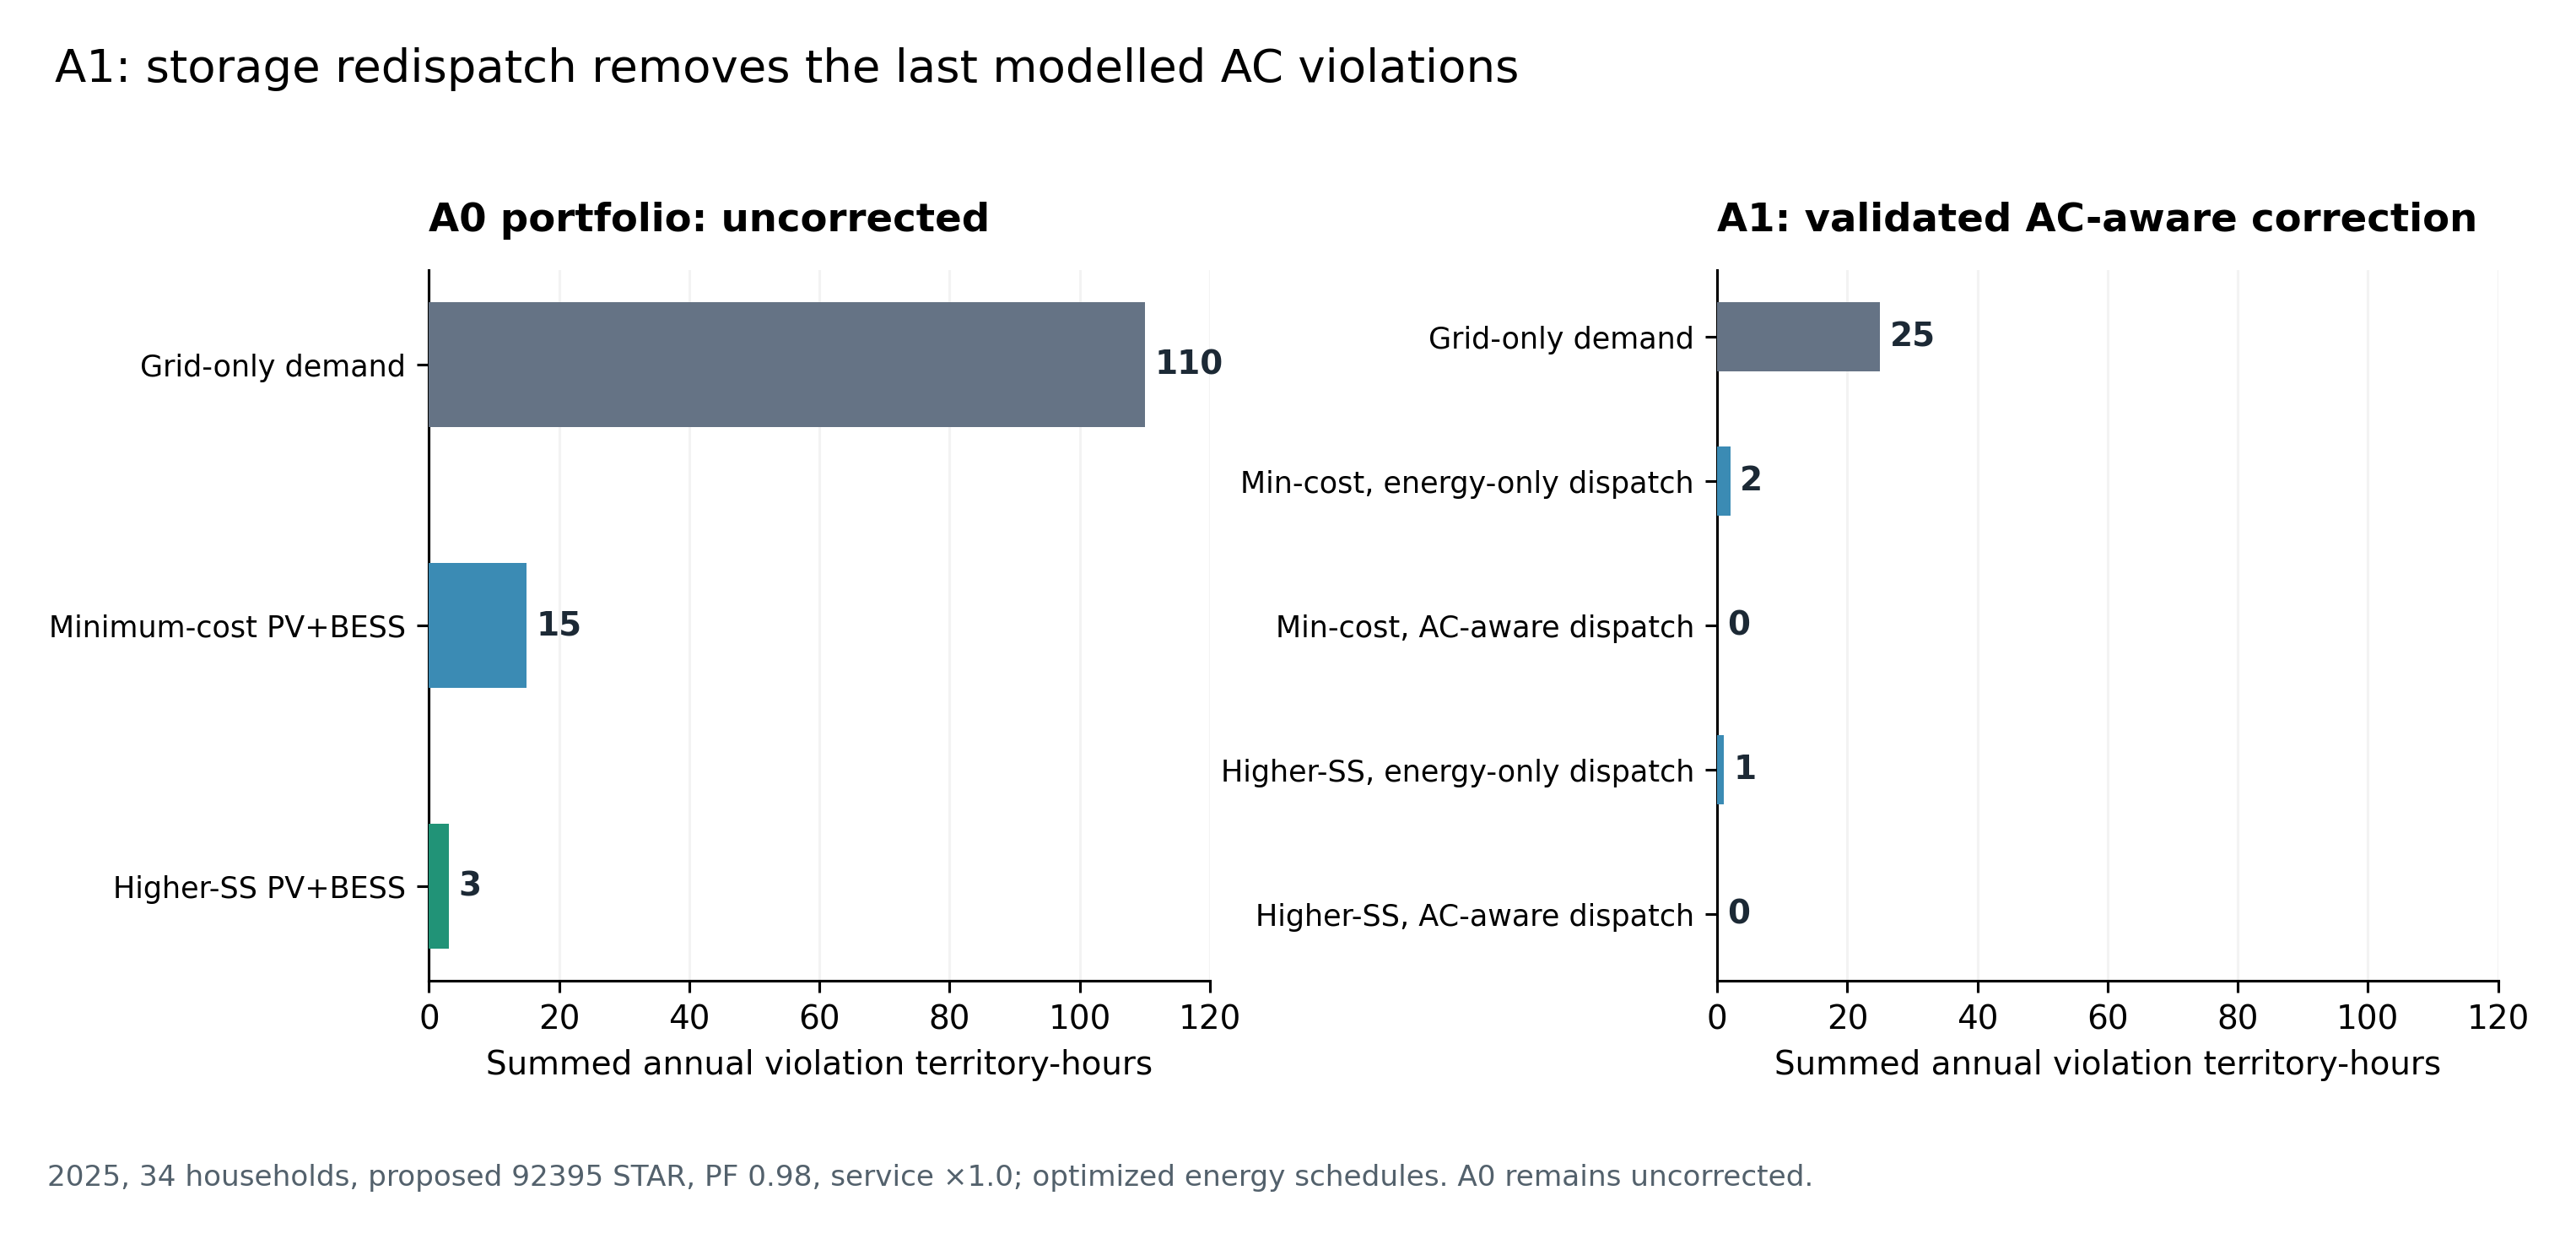 A1: storage redispatch removes the last modelled AC violations
A0 portfolio: uncorrected
Grid-only demand
110
Minimum-cost PV+BESS
15
Higher-SS PV+BESS
3
0 20 40 60 80 100 120
Summed annual violation territory-hours
A1: validated AC-aware correction
Grid-only demand
25
Min-cost, energy-only dispatch
2
Min-cost, AC-aware dispatch
0
Higher-SS, energy-only dispatch
1
Higher-SS, AC-aware dispatch
0
0 20 40 60 80 100 120
Summed annual violation territory-hours
2025, 34 households, proposed 92395 STAR, PF 0.98, service ×1.0; optimized energy schedules. A0 remains uncorrected.